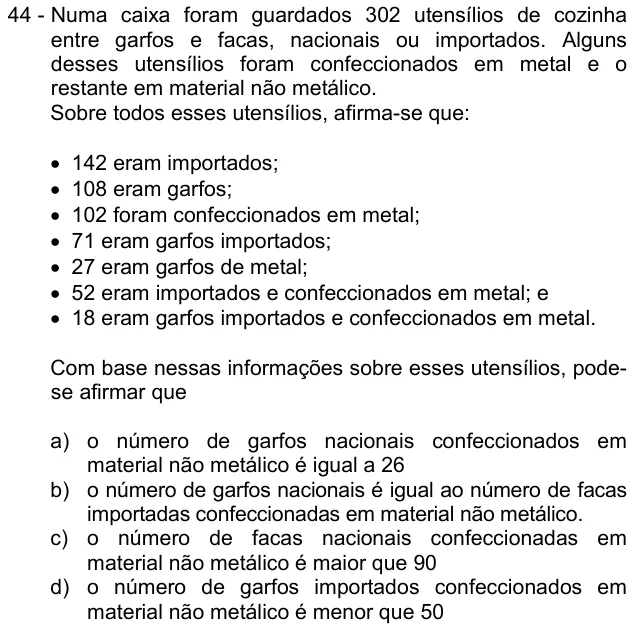 44 - Numa caixa foram guardados 302 utensílios de cozinha
entre garfos e facas, nacionais ou importados. Alguns
desses utensílios foram confeccionados em metal e o
restante em material não metálico.
Sobre todos esses utensílios, afirma-se que:
• 142 eram importados;
• 108 eram garfos;
• 102 foram confeccionados em metal;
• 71 eram garfos importados;
• 27 eram garfos de metal;
• 52 eram importados e confeccionados em metal; e
• 18 eram garfos importados e confeccionados em metal.
Com base nessas informações sobre esses utensílios, pode-
se afirmar que
a) o número de garfos nacionais confeccionados em
material não metálico é igual a 26
b) o número de garfos nacionais é igual ao número de facas
importadas confeccionadas em material não metálico.
c) o número de facas nacionais confeccionadas em
material não metálico é maior que 90
d) o número de garfos importados confeccionados em
material não metálico é menor que 50